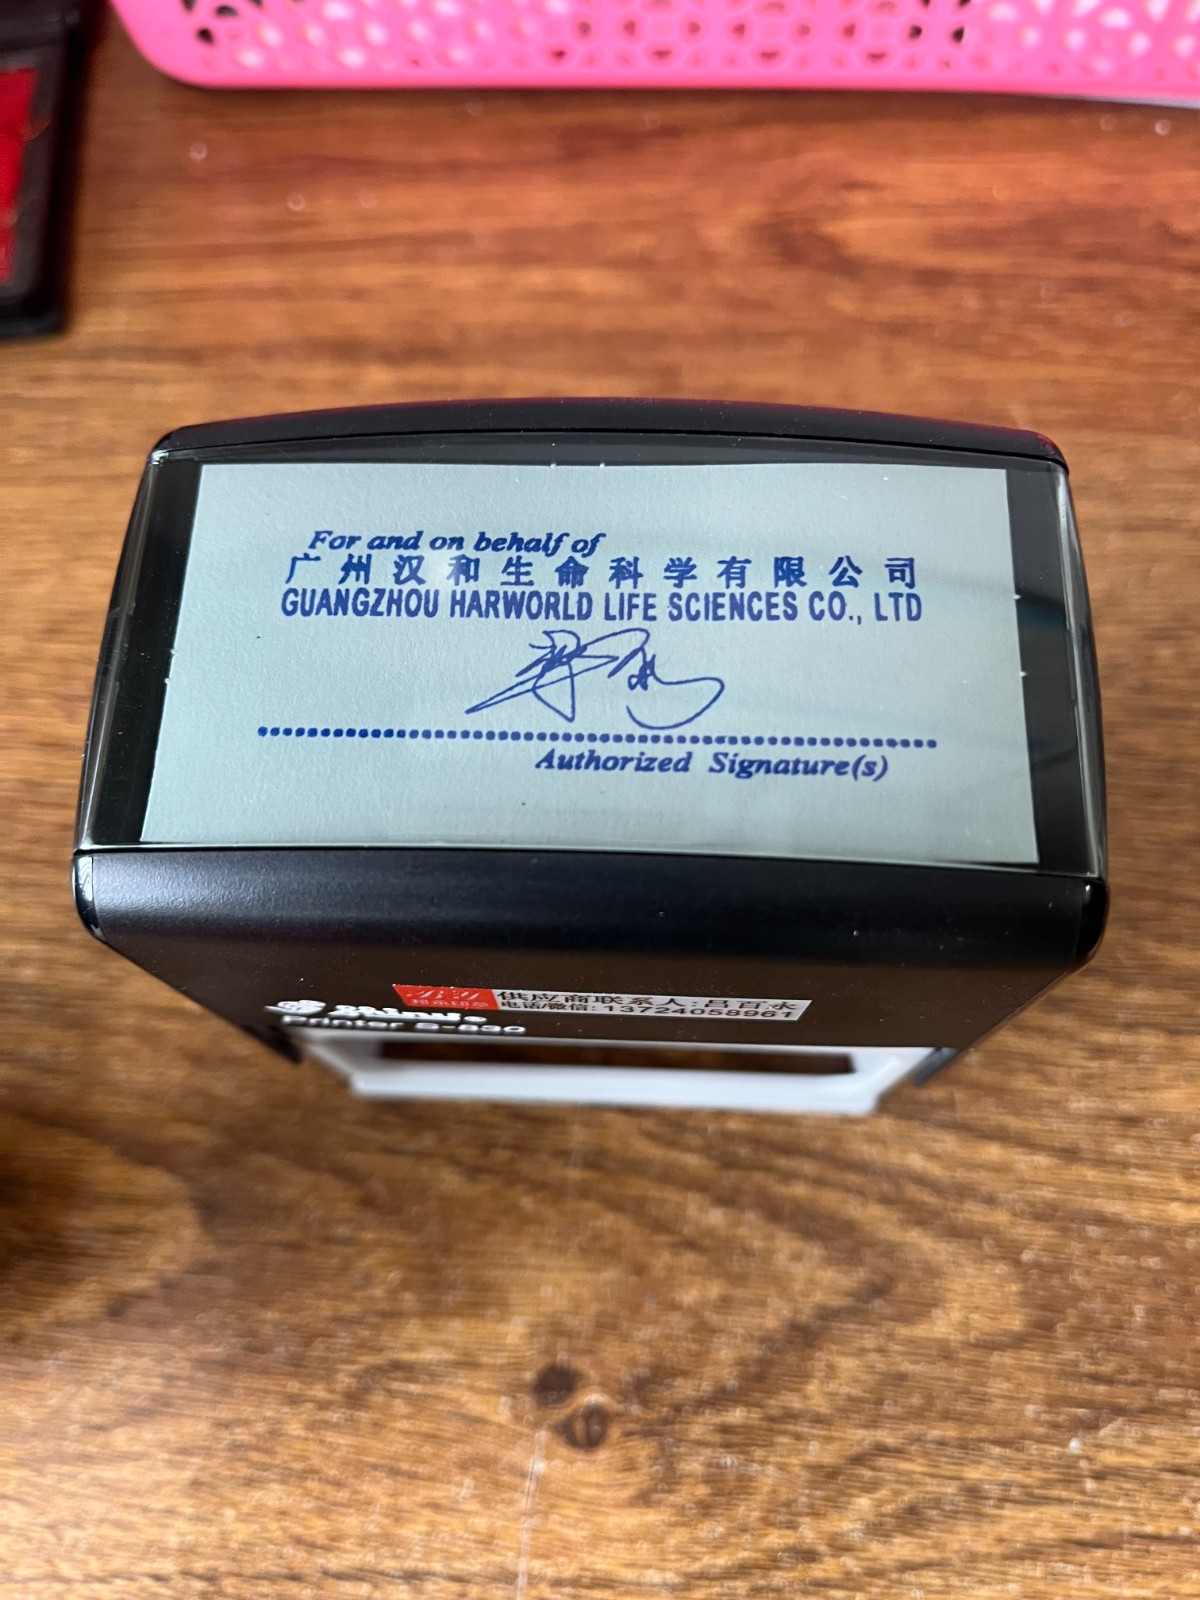 For and on behalf of
广州汉和生命科学有限公司
GUANGZHOU HARWORLD LIFE SCIENCES CO., LTD
Authorized Signature(s)
供应商联系人:吕百永
电话/微信: 13724058961
Printer S-830